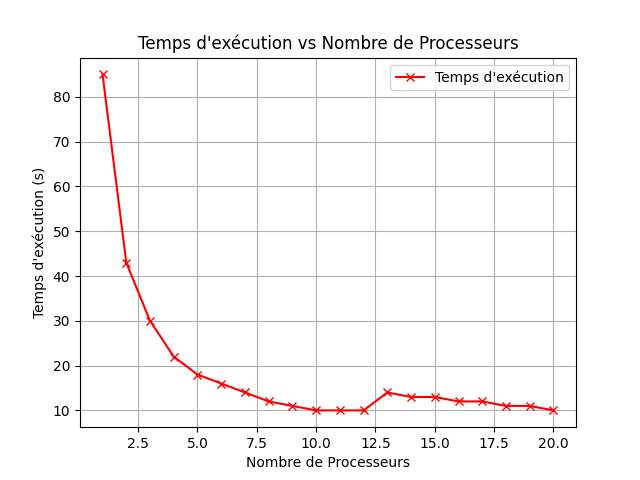 Temps d'exécution vs Nombre de Processeurs
Temps d'exécution
Temps d'exécution (s)
80
70
60
50
40
30
20
10
2.5 5.0 7.5 10.0 12.5 15.0 17.5 20.0
Nombre de Processeurs